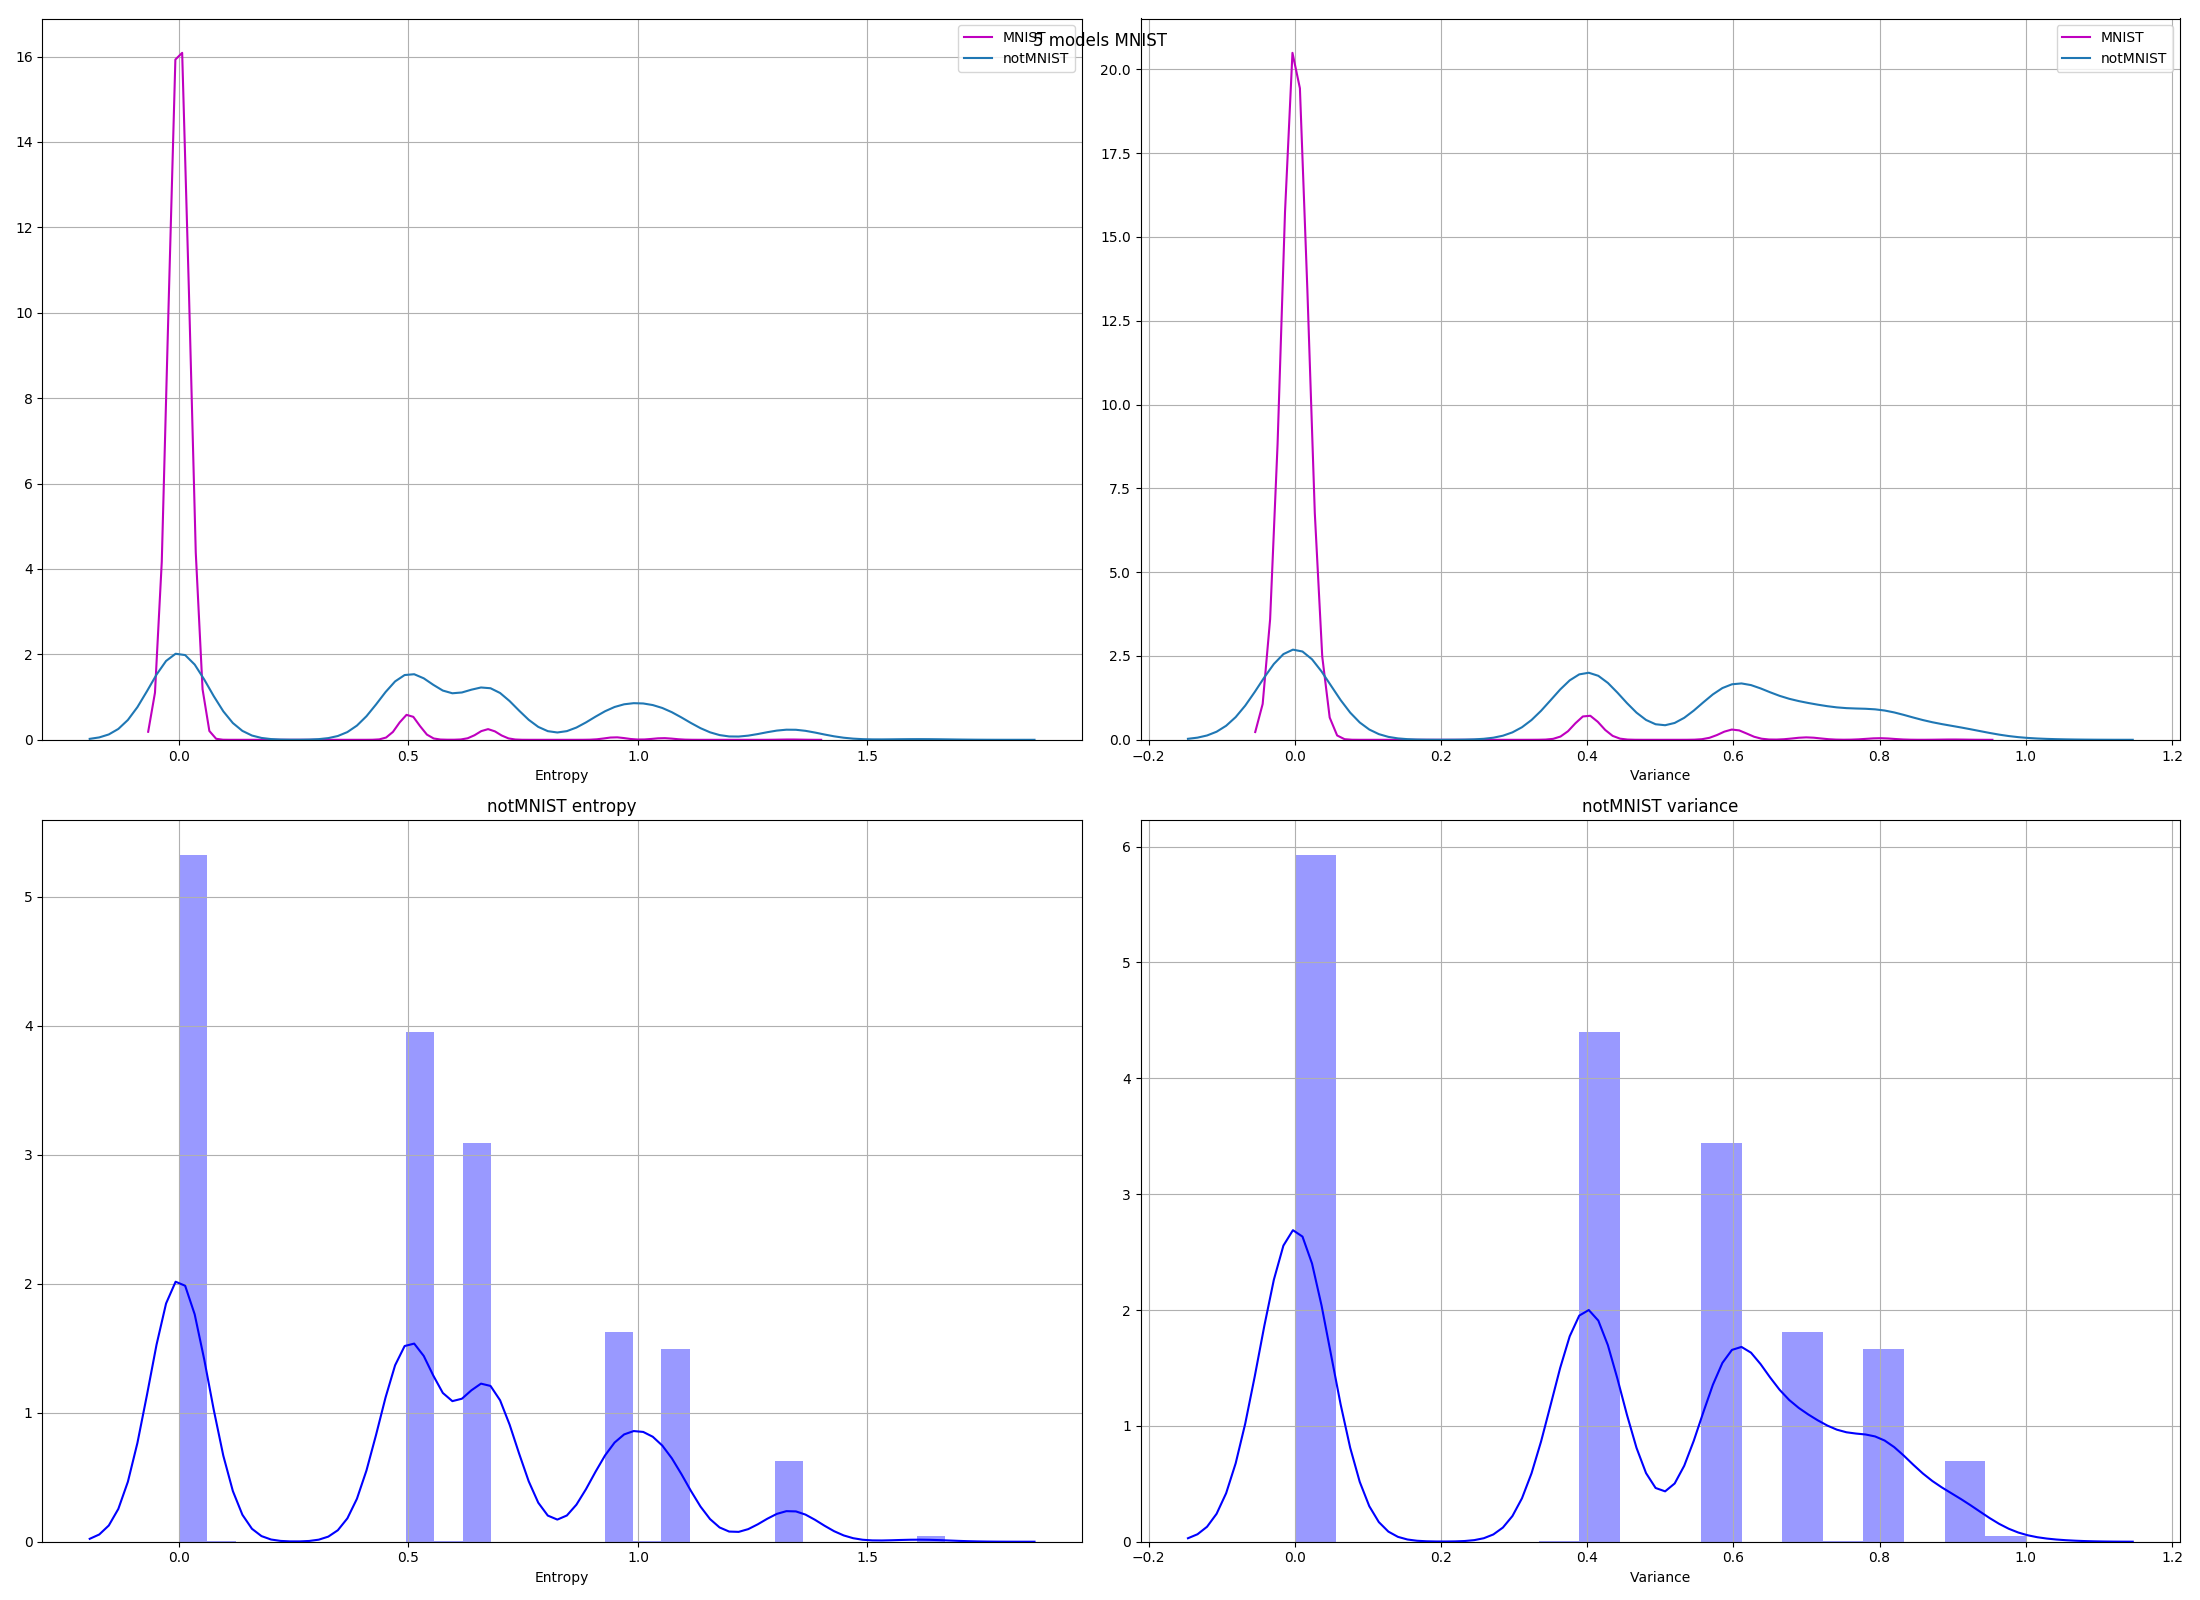 5 models MNIST
MNIST
notMNIST
16
14
12
10
8
6
4
2
0
0.0 0.5 1.0 1.5
Entropy
MNIST
notMNIST
20.0
17.5
15.0
12.5
10.0
7.5
5.0
2.5
0.0
−0.2 0.0 0.2 0.4 0.6 0.8 1.0 1.2
Variance
notMNIST entropy
5
4
3
2
1
0
0.0 0.5 1.0 1.5
Entropy
notMNIST variance
6
5
4
3
2
1
0
−0.2 0.0 0.2 0.4 0.6 0.8 1.0 1.2
Variance